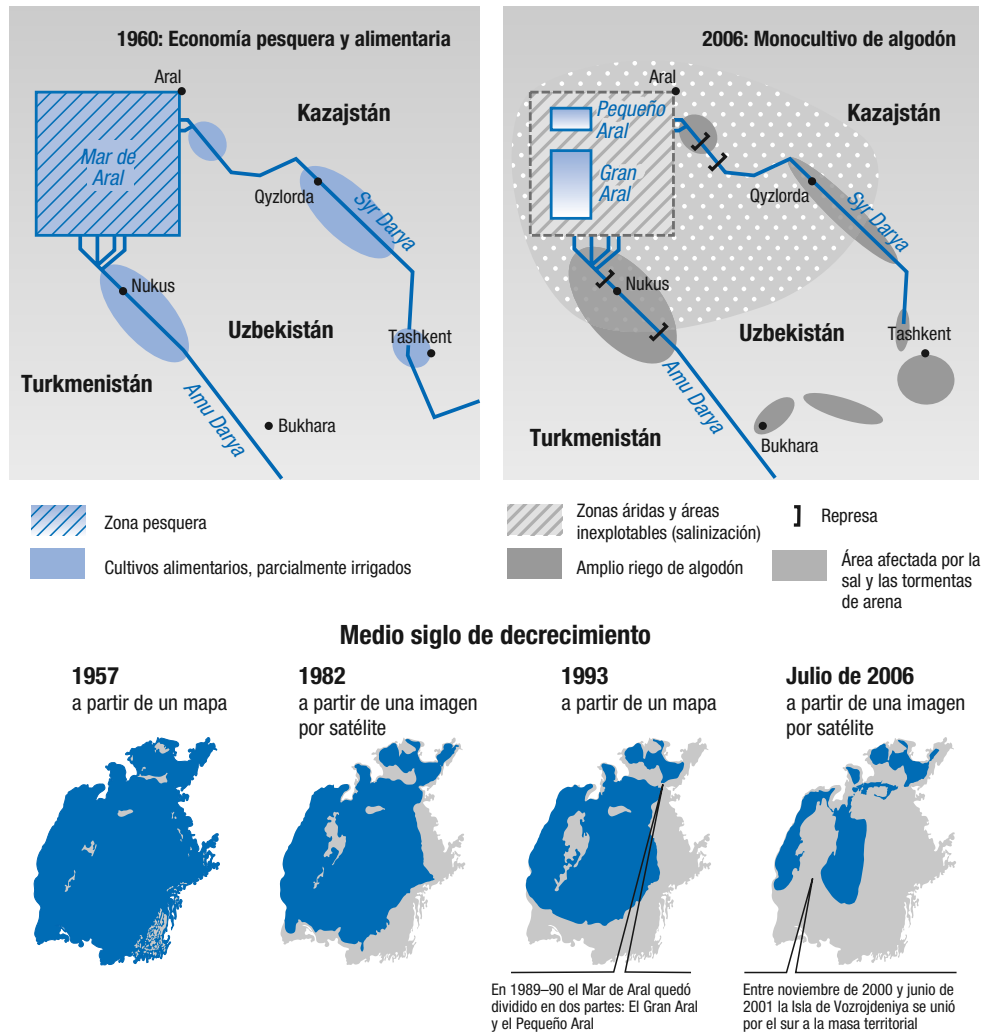 1960: Economía pesquera y alimentaria
Aral
Kazajstán
Mar de
Aral
Qyzlorda
Syr Darya
Nukus
Uzbekistán
Tashkent
Turkmenistán
Amu Darya
Bukhara
2006: Monocultivo de algodón
Aral
Kazajstán
Pequeño
Aral
Gran
Aral
Qyzlorda
Syr Darya
Nukus
Uzbekistán
Tashkent
Amu Darya
Turkmenistán
Bukhara
Zona pesquera
Cultivos alimentarios, parcialmente irrigados
Zonas áridas y áreas
inexplotables (salinización)
Represa
Amplio riego de algodón
Área afectada por la
sal y las tormentas
de arena
Medio siglo de decrecimiento
1957
a partir de un mapa
1982
a partir de una imagen
por satélite
1993
a partir de un mapa
Julio de 2006
a partir de una imagen
por satélite
En 1989–90 el Mar de Aral quedó
dividido en dos partes: El Gran Aral
y el Pequeño Aral
Entre noviembre de 2000 y junio de
2001 la Isla de Vozrojdeniya se unió
por el sur a la masa territorial